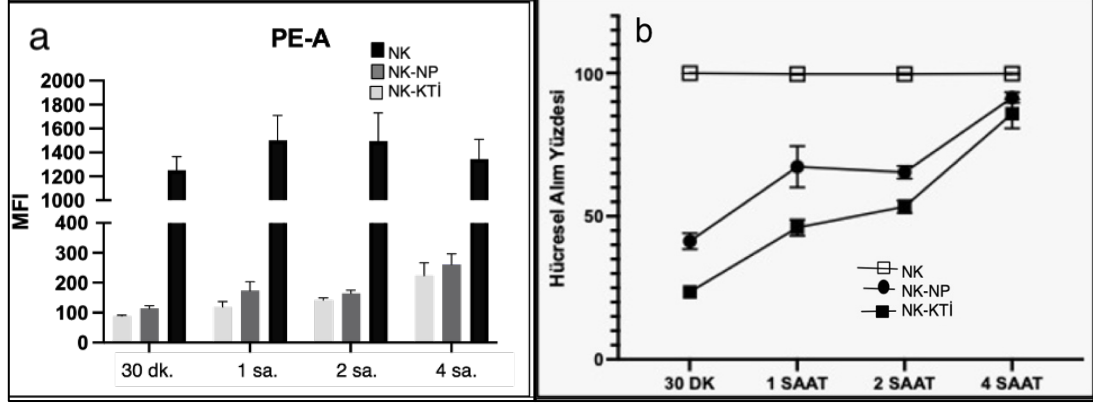 a
PE-A
NK
NK-NP
NK-KTİ
MFI
2000
1800
1600
1400
1200
1000
400
300
200
100
0
30 dk.
1 sa.
2 sa.
4 sa.
b
Hücresel Alım Yüzdesi
100
50
0
NK
NK-NP
NK-KTİ
30 DK
1 SAAT
2 SAAT
4 SAAT